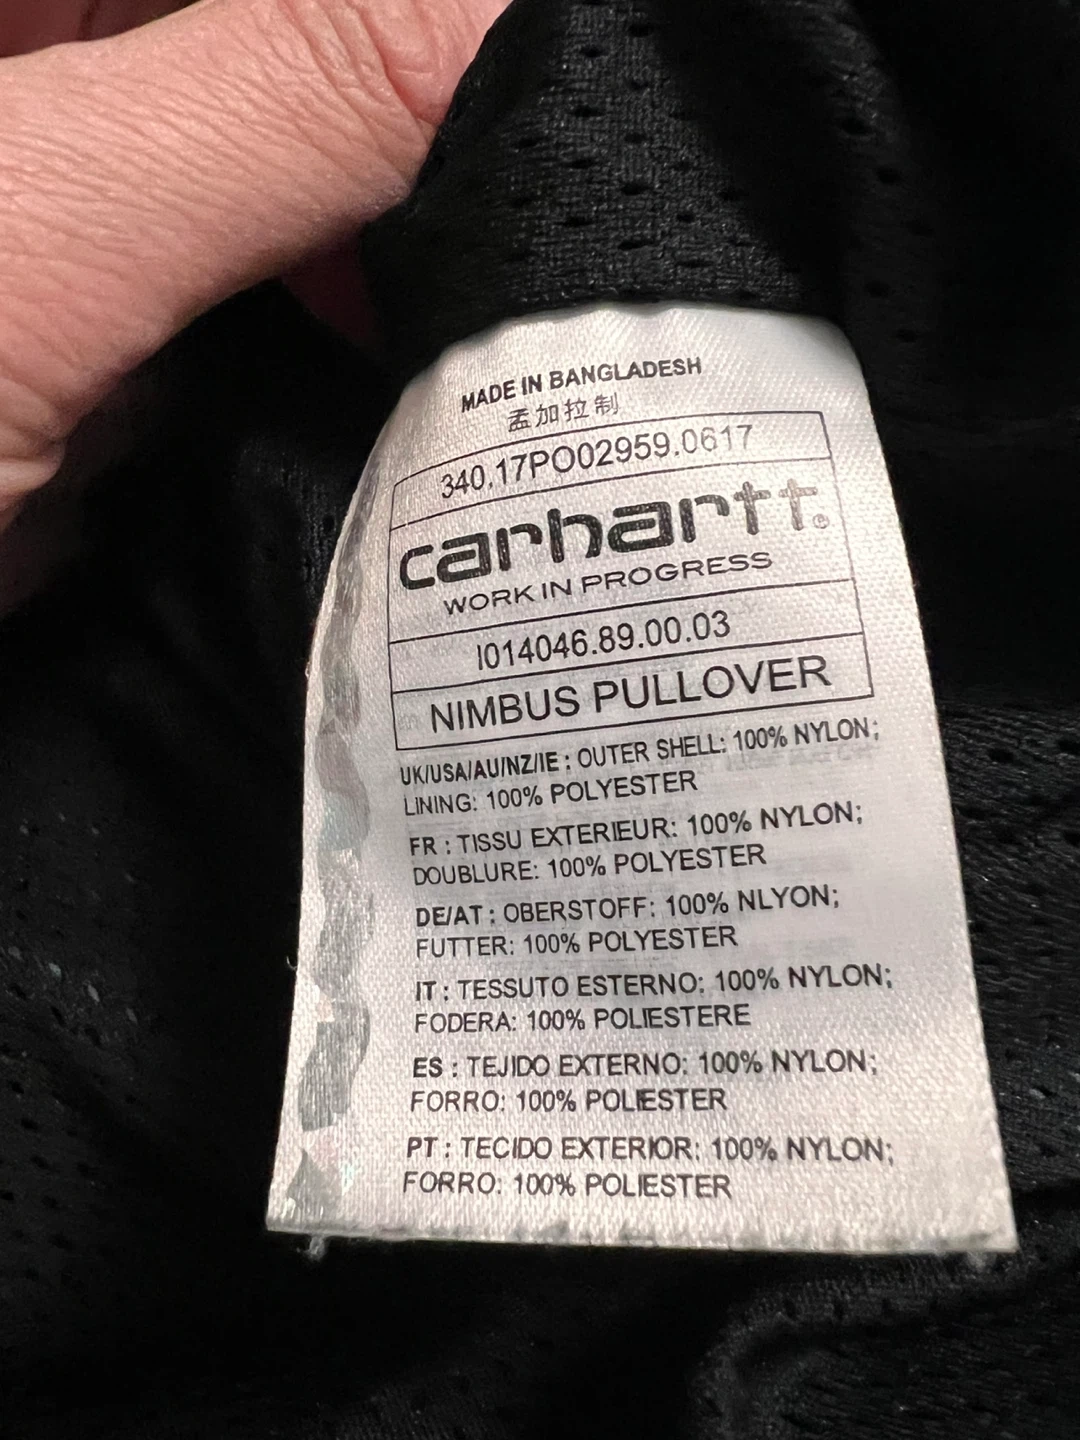 MADE IN BANGLADESH
孟加拉制
340.17PO02959.0617
carhartt®
WORK IN PROGRESS
I014046.89.00.03
NIMBUS PULLOVER
UK/USA/AU/NZ/IE : OUTER SHELL: 100% NYLON;
LINING: 100% POLYESTER
FR : TISSU EXTERIEUR: 100% NYLON;
DOUBLURE: 100% POLYESTER
DE/AT : OBERSTOFF: 100% NLYON;
FUTTER: 100% POLYESTER
IT : TESSUTO ESTERNO: 100% NYLON;
FODERA: 100% POLIESTERE
ES : TEJIDO EXTERNO: 100% NYLON;
FORRO: 100% POLIESTER
PT : TECIDO EXTERIOR: 100% NYLON;
FORRO: 100% POLIESTER